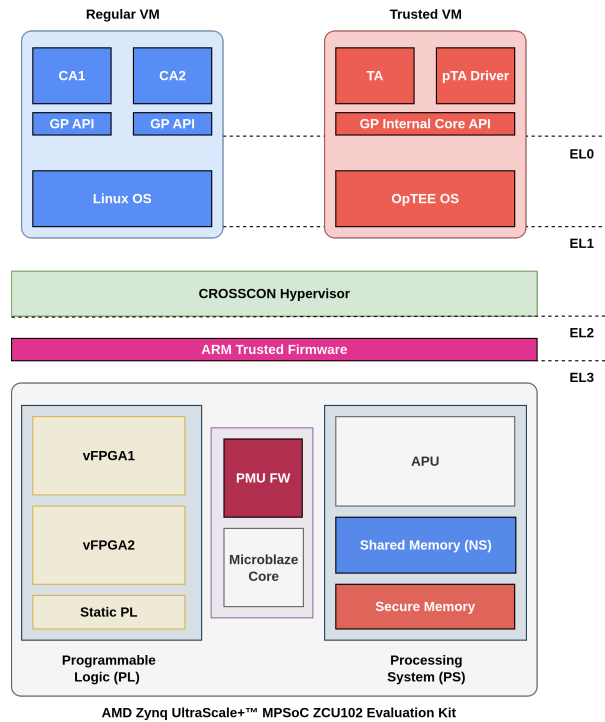 Regular VM
Trusted VM
CA1
CA2
TA
pTA Driver
GP API
GP API
GP Internal Core API
EL0
Linux OS
OpTEE OS
EL1
CROSSCON Hypervisor
EL2
ARM Trusted Firmware
EL3
vFPGA1
vFPGA2
Static PL
PMU FW
Microblaze
Core
APU
Shared Memory (NS)
Secure Memory
Programmable
Logic (PL)
Processing
System (PS)
AMD Zynq UltraScale+™ MPSoC ZCU102 Evaluation Kit